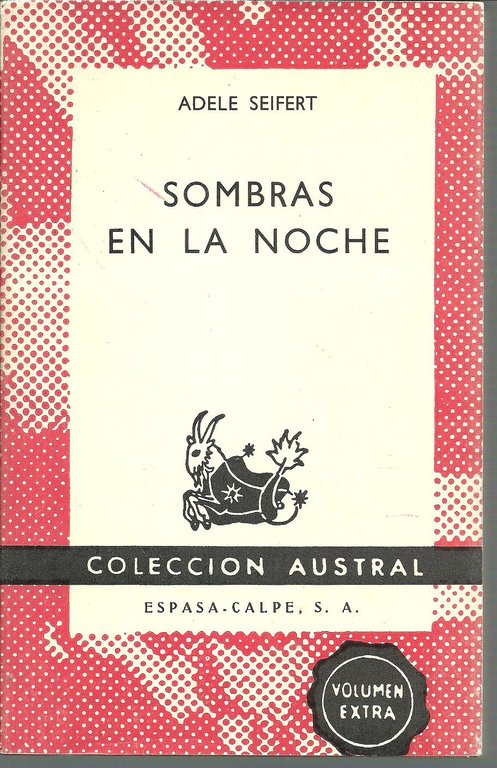 ADELE SEIFERT
SOMBRAS
EN LA NOCHE
COLECCION AUSTRAL
ESPASA-CALPE, S. A.
VOLUMEN
EXTRA